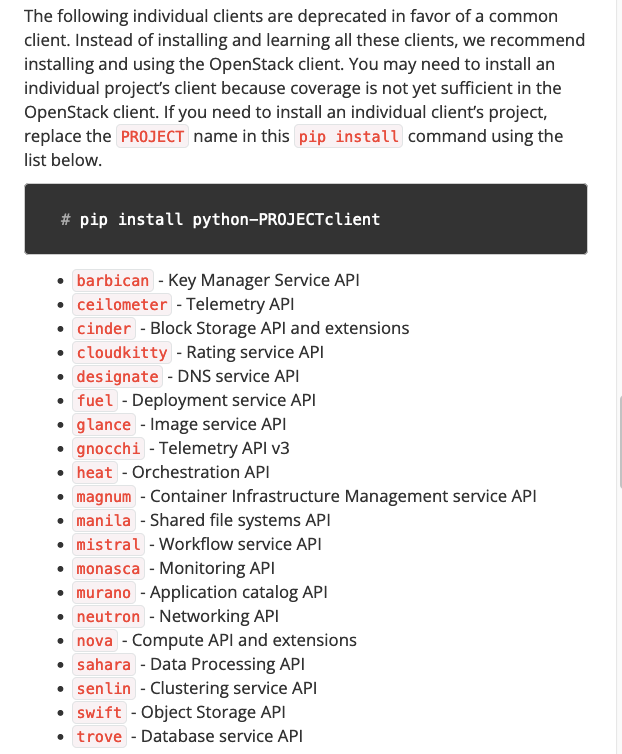 The following individual clients are deprecated in favor of a common
client. Instead of installing and learning all these clients, we recommend
installing and using the OpenStack client. You may need to install an
individual project’s client because coverage is not yet sufficient in the
OpenStack client. If you need to install an individual client’s project,
replace the PROJECT name in this pip install command using the
list below.
# pip install python-PROJECTclient
• barbican - Key Manager Service API
• ceilometer - Telemetry API
• cinder - Block Storage API and extensions
• cloudkitty - Rating service API
• designate - DNS service API
• fuel - Deployment service API
• glance - Image service API
• gnocchi - Telemetry API v3
• heat - Orchestration API
• magnum - Container Infrastructure Management service API
• manila - Shared file systems API
• mistral - Workflow service API
• monasca - Monitoring API
• murano - Application catalog API
• neutron - Networking API
• nova - Compute API and extensions
• sahara - Data Processing API
• senlin - Clustering service API
• swift - Object Storage API
• trove - Database service API